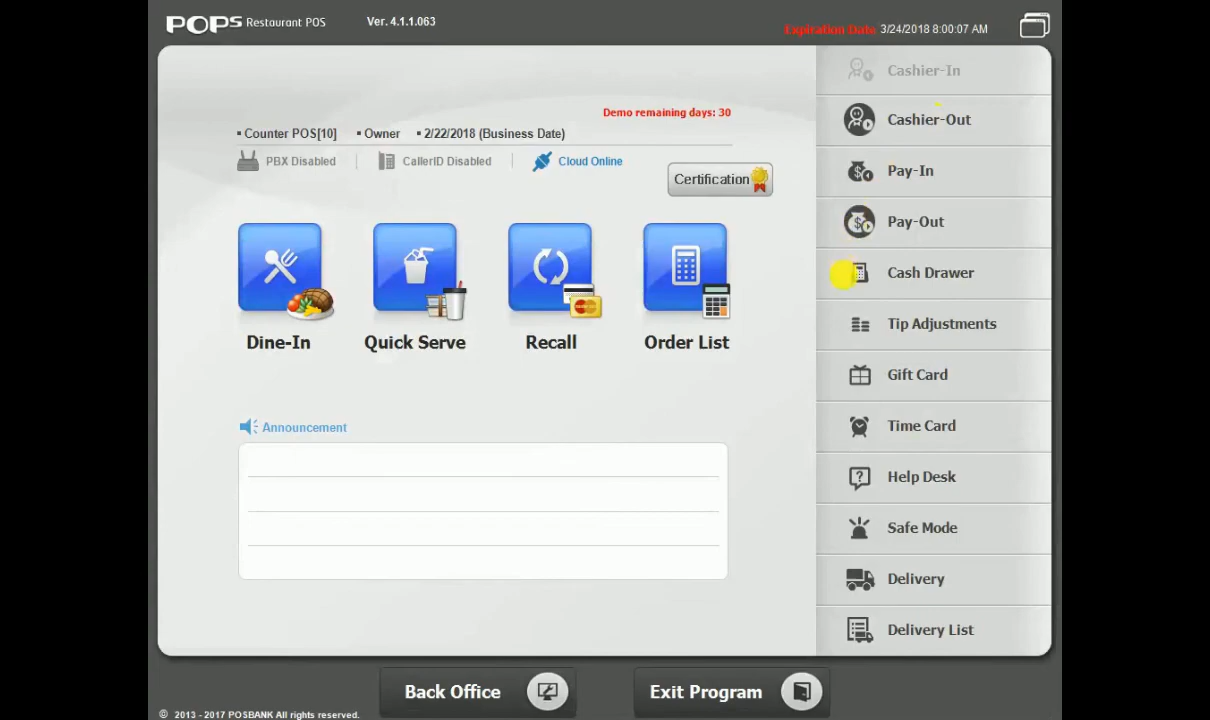 POPS Restaurant POS
Ver. 4.1.1.063
Expiration Date 3/24/2018 8:00:07 AM
Demo remaining days: 30
▪ Counter POS[10] ▪ Owner ▪ 2/22/2018 (Business Date)
PBX Disabled | CallerID Disabled | Cloud Online
Certification
Dine-In
Quick Serve
Recall
Order List
Announcement
Cashier-In
Cashier-Out
Pay-In
Pay-Out
Cash Drawer
Tip Adjustments
Gift Card
Time Card
Help Desk
Safe Mode
Delivery
Delivery List
Back Office
Exit Program
© 2013 - 2017 POSBANK All rights reserved.